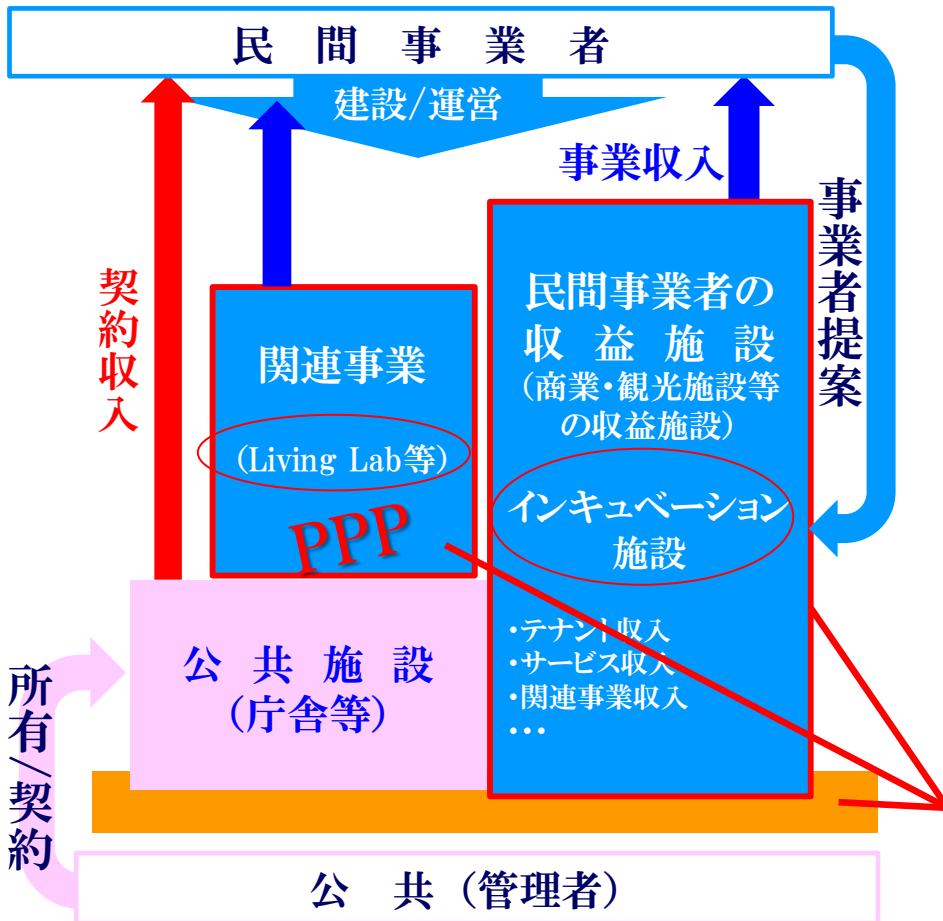 民間事業者
建設/運営
事業収入
契約収入
事業者提案
関連事業
(Living Lab等)
PPP
民間事業者の
収益施設
(商業・観光施設等
の収益施設)
インキュベーション
施設
・テナント収入
・サービス収入
・関連事業収入
・・・
公共施設
(庁舎等)
所有/契約
公 共 (管理者)